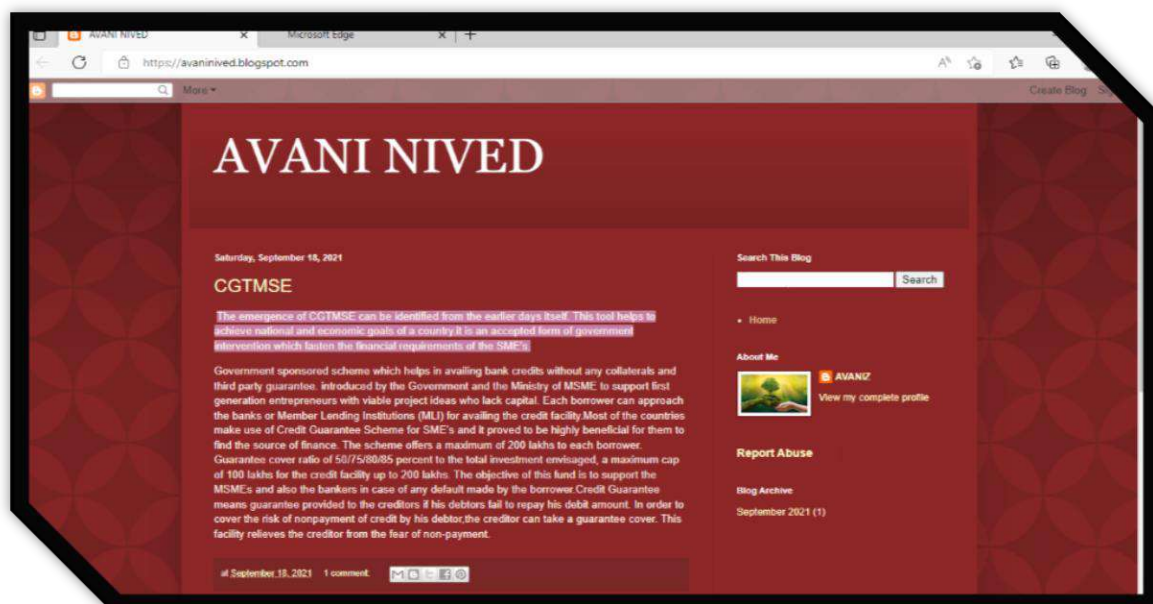 AVANI NIVED
Microsoft Edge
https://avaninived.blogspot.com
More
Create Blog
AVANI NIVED
Saturday, September 18, 2021
CGTMSE
The emergence of CGTMSE can be identified from the earlier days itself. This tool helps to
achieve national and economic goals of a country.it is an accepted form of government
intervention which fasten the financial requirements of the SME's.
Government sponsored scheme which helps in availing bank credits without any collaterals and
third party guarantee. introduced by the Government and the Ministry of MSME to support first
generation entrepreneurs with viable project ideas who lack capital. Each borrower can approach
the banks or Member Lending Institutions (MLI) for availing the credit facility.Most of the countries
make use of Credit Guarantee Scheme for SME's and it proved to be highly beneficial for them to
find the source of finance. The scheme offers a maximum of 200 lakhs to each borrower.
Guarantee cover ratio of 50/75/80/85 percent to the total investment envisaged, a maximum cap
of 100 lakhs for the credit facility up to 200 lakhs. The objective of this fund is to support the
MSMEs and also the bankers in case of any default made by the borrower.Credit Guarantee
means guarantee provided to the creditors if his debtors fail to repay his debit amount. In order to
cover the risk of nonpayment of credit by his debtor,the creditor can take a guarantee cover. This
facility relieves the creditor from the fear of non-payment.
at September 18, 2021 1 comment:
Search This Blog
Search
Home
About Me
AVANIZ
View my complete profile
Report Abuse
Blog Archive
September 2021 (1)